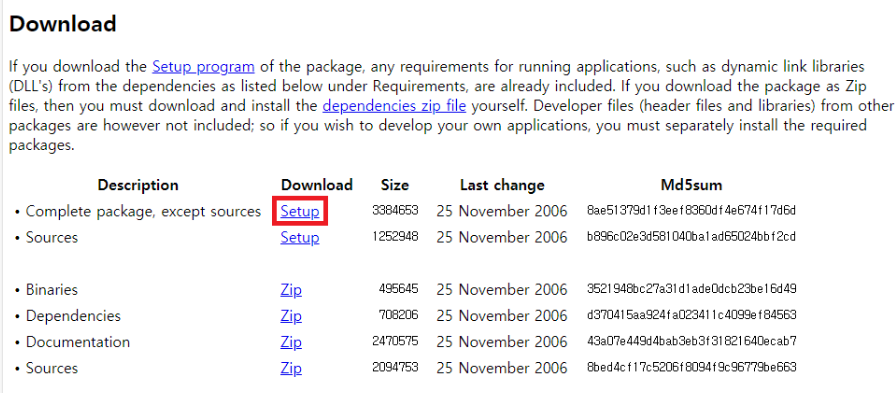 Download
If you download the Setup program of the package, any requirements for running applications, such as dynamic link libraries
(DLL's) from the dependencies as listed below under Requirements, are already included. If you download the package as Zip
files, then you must download and install the dependencies zip file yourself. Developer files (header files and libraries) from other
packages are however not included; so if you wish to develop your own applications, you must separately install the required
packages.
Description Download Size Last change Md5sum
• Complete package, except sources Setup 3384653 25 November 2006 8ae51379d1f3eef8360df4e674f17d6d
• Sources Setup 1252948 25 November 2006 b896c02e3d581040ba1ad65024bbf2cd
• Binaries Zip 495645 25 November 2006 3521948bc27a31d1ade0dcb23be16d49
• Dependencies Zip 708206 25 November 2006 d370415aa924fa023411c4099ef84563
• Documentation Zip 2470575 25 November 2006 43a07e449d4bab3eb3f31821640ecab7
• Sources Zip 2094753 25 November 2006 8bed4cf17c5206f8094f9c96779be663